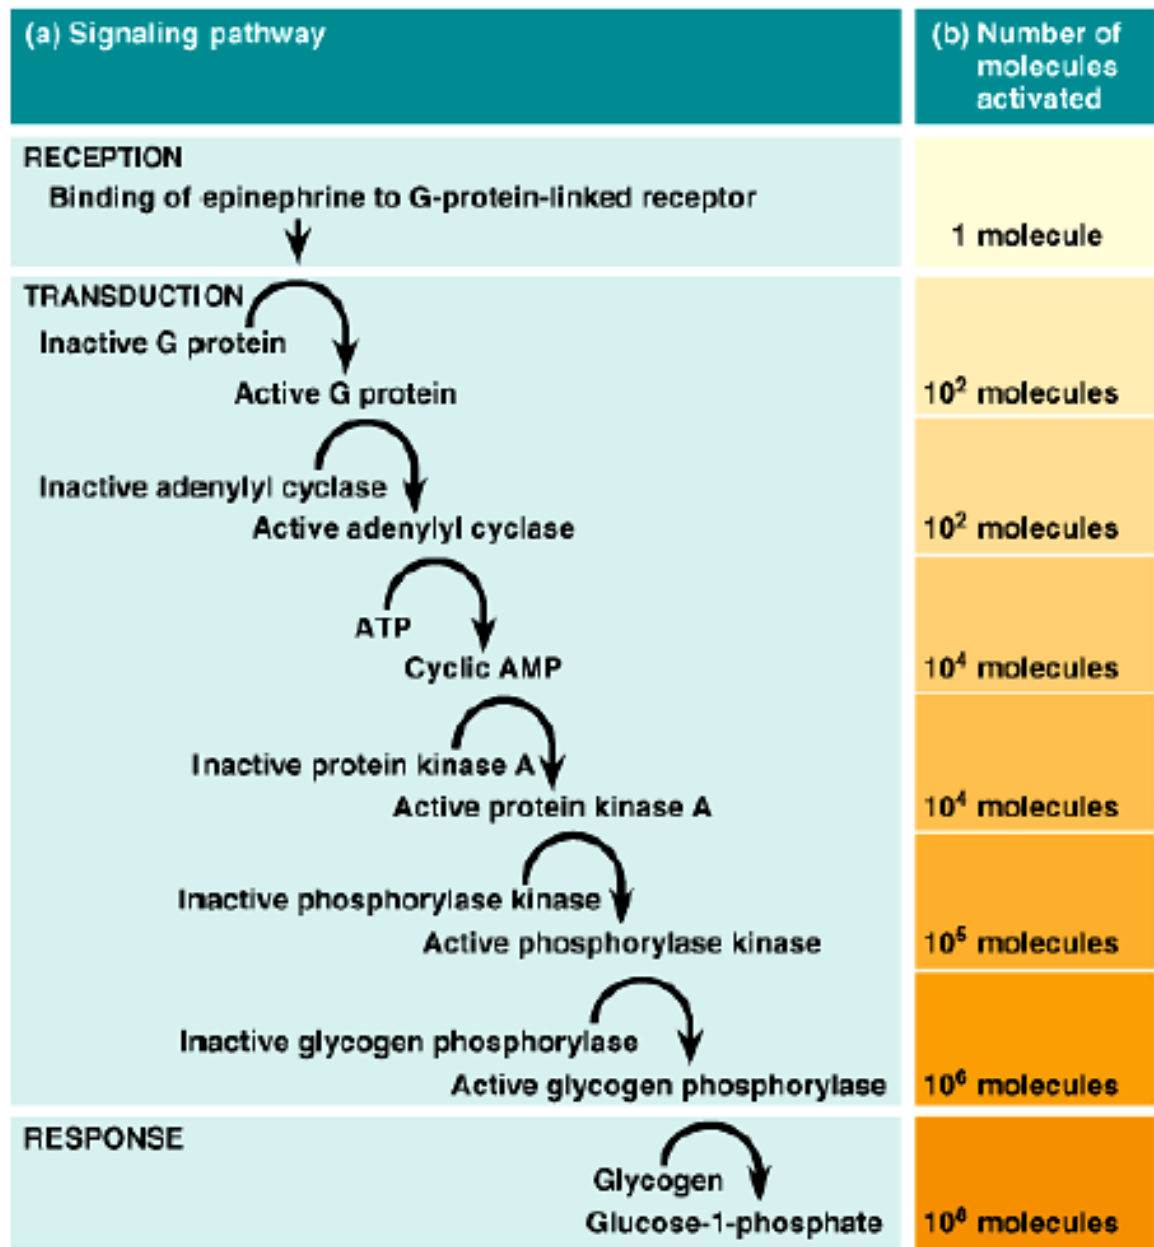 (a) Signaling pathway
(b) Number of
molecules
activated
RECEPTION
Binding of epinephrine to G-protein-linked receptor
1 molecule
TRANSDUCTION
Inactive G protein
Active G protein
10² molecules
Inactive adenylyl cyclase
Active adenylyl cyclase
10² molecules
ATP
Cyclic AMP
10⁴ molecules
Inactive protein kinase A
Active protein kinase A
10⁴ molecules
Inactive phosphorylase kinase
Active phosphorylase kinase
10⁵ molecules
Inactive glycogen phosphorylase
Active glycogen phosphorylase
10⁶ molecules
RESPONSE
Glycogen
Glucose-1-phosphate
10⁸ molecules